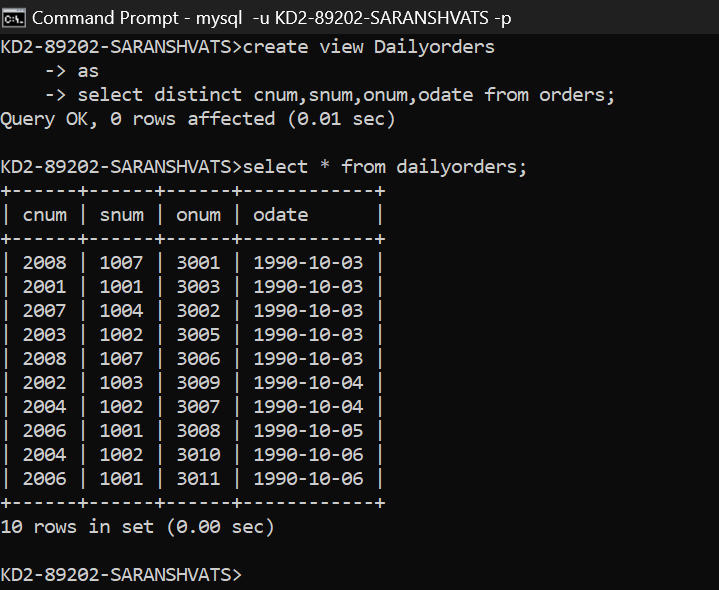 Command Prompt - mysql  -u KD2-89202-SARANSHVATS -p
KD2-89202-SARANSHVATS>create view Dailyorders
    -> as
    -> select distinct cnum,snum,onum,odate from orders;
Query OK, 0 rows affected (0.01 sec)

KD2-89202-SARANSHVATS>select * from dailyorders;
+------+------+------+------------+
| cnum | snum | onum | odate      |
+------+------+------+------------+
| 2008 | 1007 | 3001 | 1990-10-03 |
| 2001 | 1001 | 3003 | 1990-10-03 |
| 2007 | 1004 | 3002 | 1990-10-03 |
| 2003 | 1002 | 3005 | 1990-10-03 |
| 2008 | 1007 | 3006 | 1990-10-03 |
| 2002 | 1003 | 3009 | 1990-10-04 |
| 2004 | 1002 | 3007 | 1990-10-04 |
| 2006 | 1001 | 3008 | 1990-10-05 |
| 2004 | 1002 | 3010 | 1990-10-06 |
| 2006 | 1001 | 3011 | 1990-10-06 |
+------+------+------+------------+
10 rows in set (0.00 sec)

KD2-89202-SARANSHVATS>